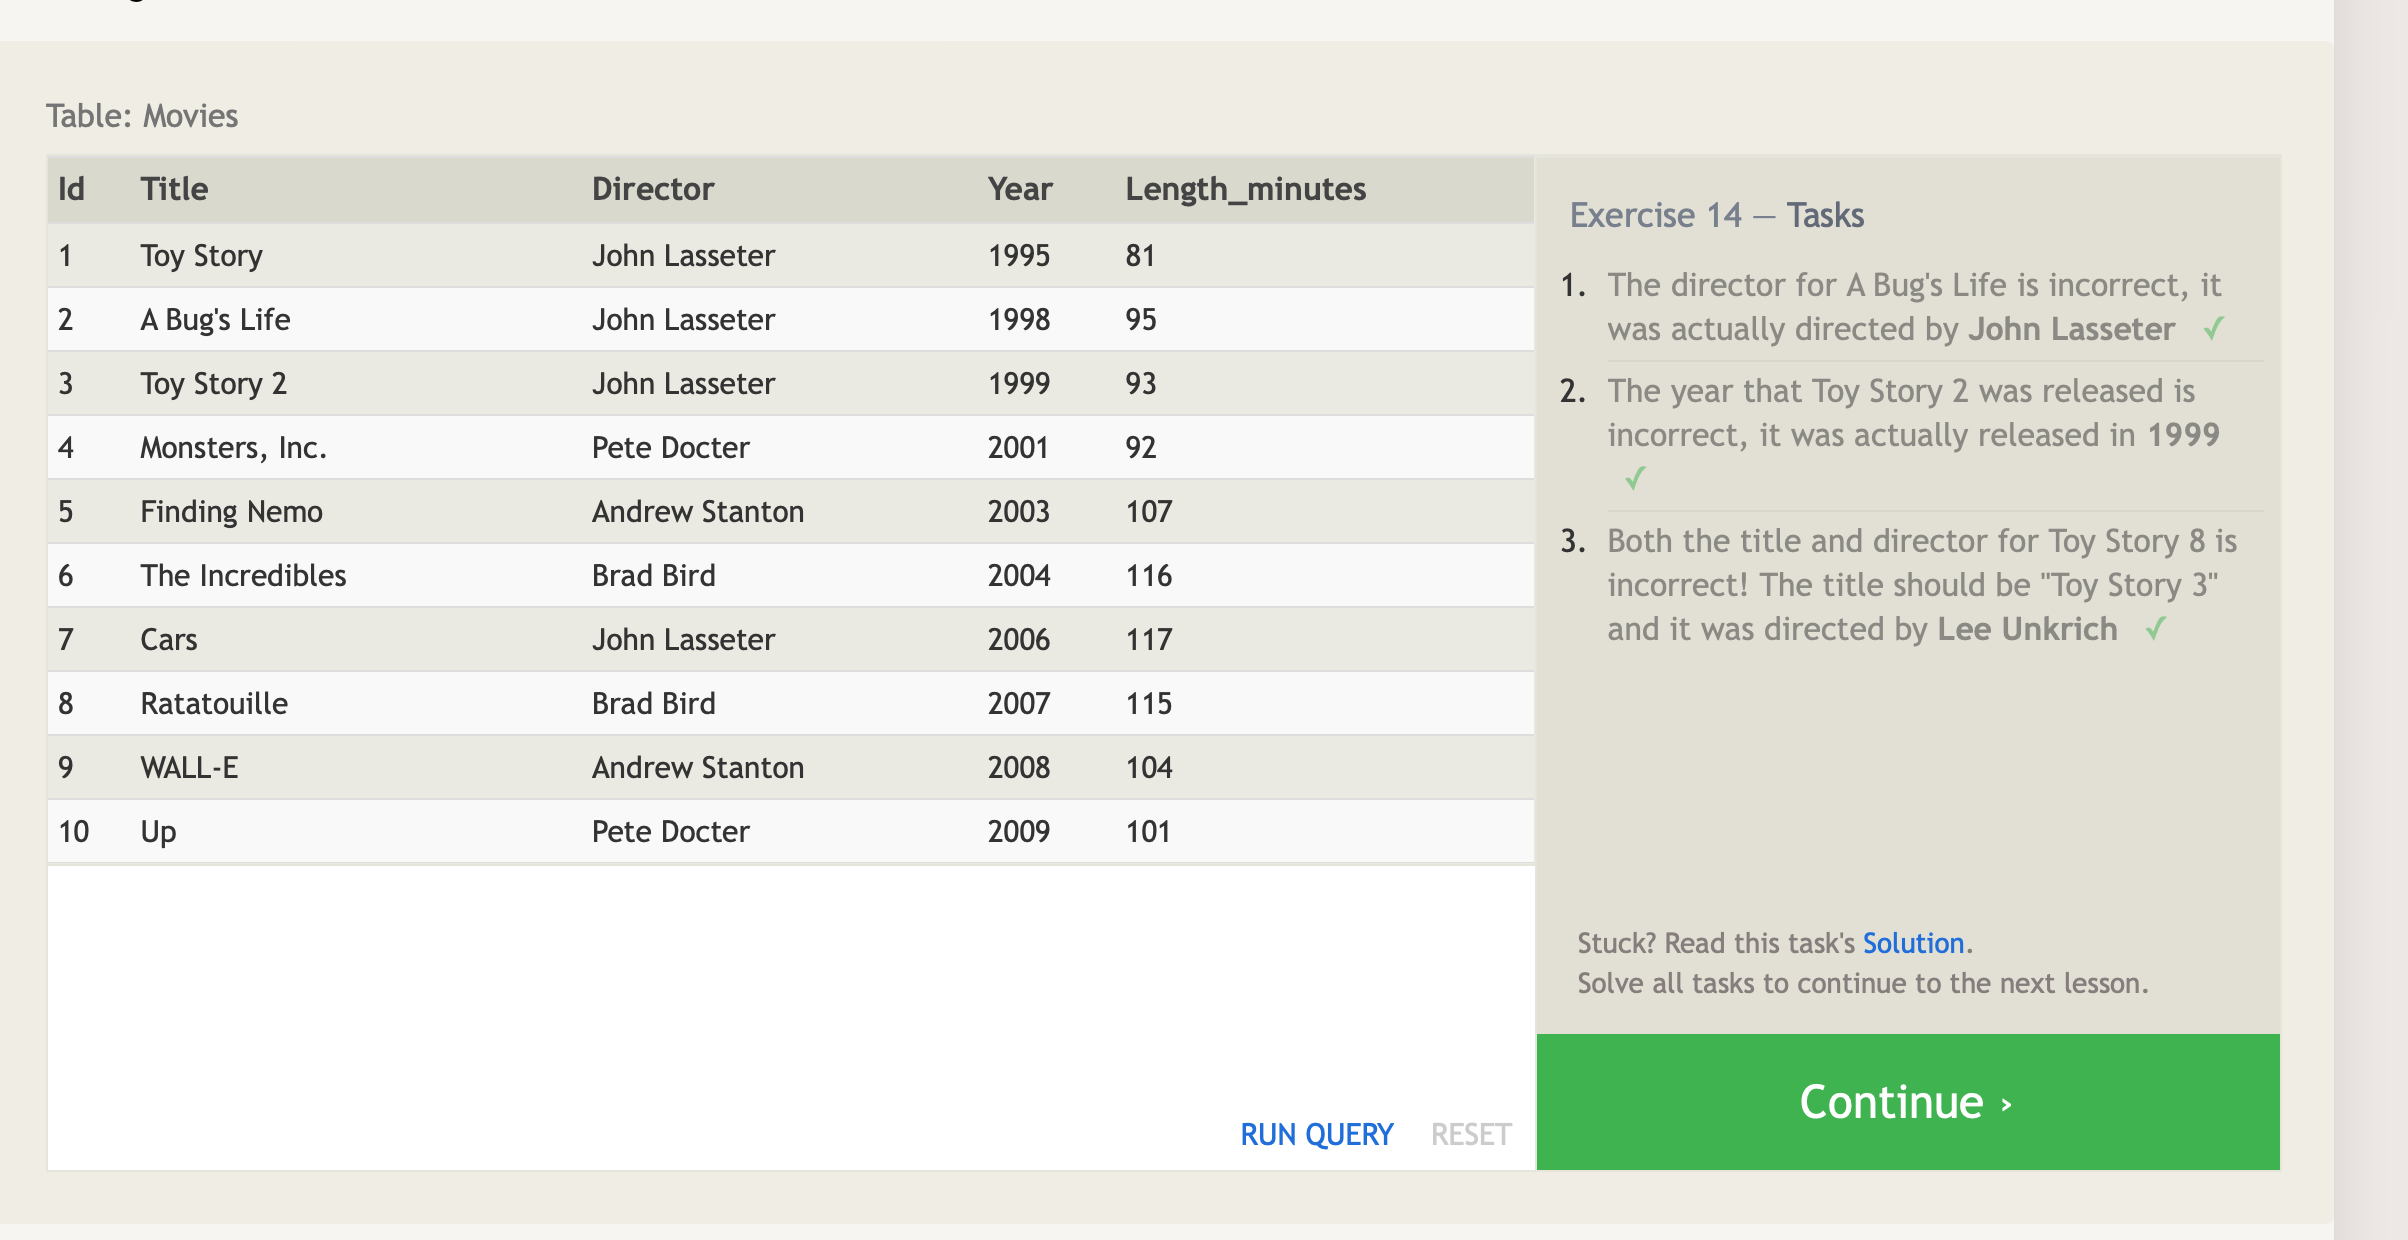 Table: Movies
Id Title Director Year Length_minutes
1 Toy Story John Lasseter 1995 81
2 A Bug's Life John Lasseter 1998 95
3 Toy Story 2 John Lasseter 1999 93
4 Monsters, Inc. Pete Docter 2001 92
5 Finding Nemo Andrew Stanton 2003 107
6 The Incredibles Brad Bird 2004 116
7 Cars John Lasseter 2006 117
8 Ratatouille Brad Bird 2007 115
9 WALL-E Andrew Stanton 2008 104
10 Up Pete Docter 2009 101
RUN QUERY RESET
Exercise 14 — Tasks
1. The director for A Bug's Life is incorrect, it
was actually directed by John Lasseter ✓
2. The year that Toy Story 2 was released is
incorrect, it was actually released in 1999
✓
3. Both the title and director for Toy Story 8 is
incorrect! The title should be "Toy Story 3"
and it was directed by Lee Unkrich ✓
Stuck? Read this task's Solution.
Solve all tasks to continue to the next lesson.
Continue ›